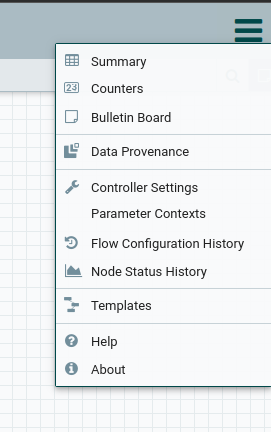 Summary
23 Counters
Bulletin Board
Data Provenance
Controller Settings
Parameter Contexts
Flow Configuration History
Node Status History
Templates
? Help
i About